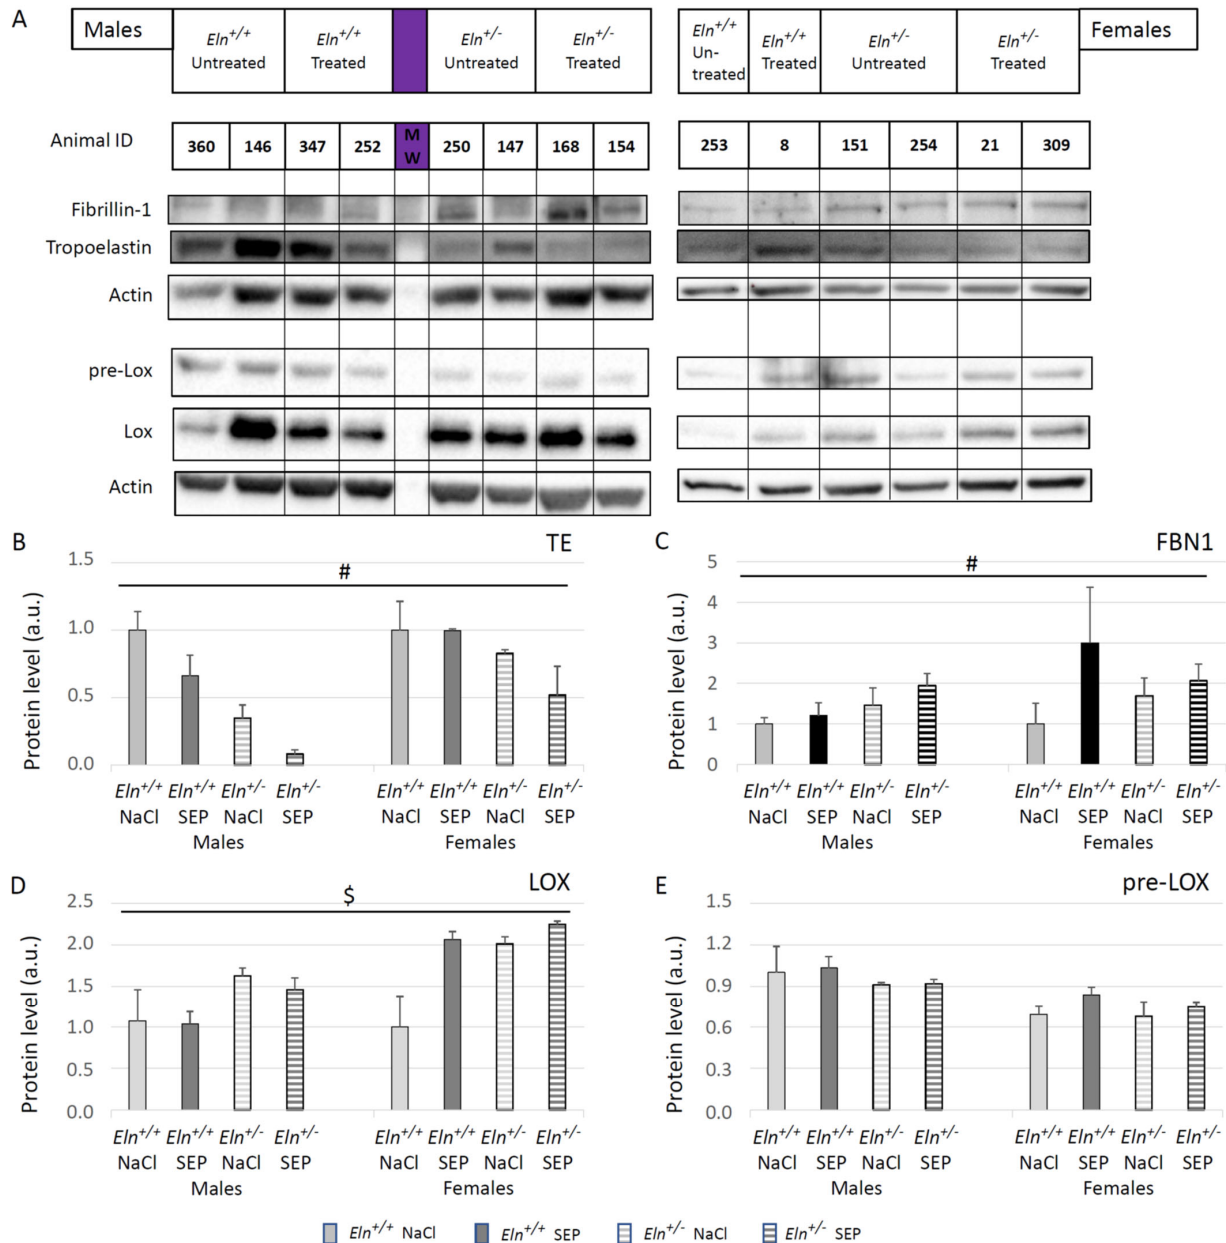 A
Males
Eln+/+
Untreated
Eln+/+
Treated
Eln+/-
Untreated
Eln+/-
Treated
Eln+/+
Un-
treated
Eln+/+
Treated
Eln+/-
Untreated
Eln+/-
Treated
Females
Animal ID
360 146 347 252 M W 250 147 168 154 253 8 151 254 21 309
Fibrillin-1
Tropoelastin
Actin
pre-Lox
Lox
Actin
B
TE
1.5
1.0
0.5
0.0
Protein level (a.u.)
#
Eln+/+ Eln+/+ Eln+/- Eln+/- Eln+/+ Eln+/+ Eln+/- Eln+/-
NaCl SEP NaCl SEP NaCl SEP NaCl SEP
Males Females
C
FBN1
5
4
3
2
1
0
Protein level (a.u.)
#
Eln+/+ Eln+/+ Eln+/- Eln+/- Eln+/+ Eln+/+ Eln+/- Eln+/-
NaCl SEP NaCl SEP NaCl SEP NaCl SEP
Males Females
D
LOX
2.5
2.0
1.5
1.0
0.5
0.0
Protein level (a.u.)
$
Eln+/+ Eln+/+ Eln+/- Eln+/- Eln+/+ Eln+/+ Eln+/- Eln+/-
NaCl SEP NaCl SEP NaCl SEP NaCl SEP
Males Females
E
pre-LOX
1.5
1.2
0.9
0.6
0.3
0.0
Protein level (a.u.)
Eln+/+ Eln+/+ Eln+/- Eln+/- Eln+/+ Eln+/+ Eln+/- Eln+/-
NaCl SEP NaCl SEP NaCl SEP NaCl SEP
Males Females
Eln+/+ NaCl Eln+/+ SEP Eln+/- NaCl Eln+/- SEP